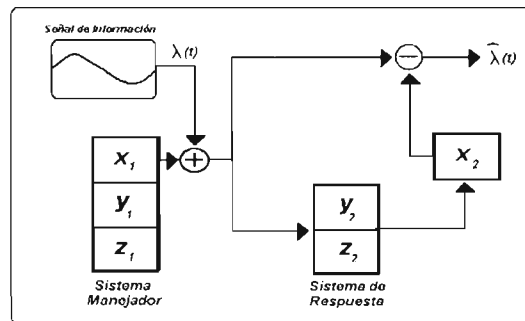 Señal de Información
λ(t)
+
−
λ̂(t)
x₁
y₁
z₁
x₂
y₂
z₂
Sistema
Manejador
Sistema de
Respuesta